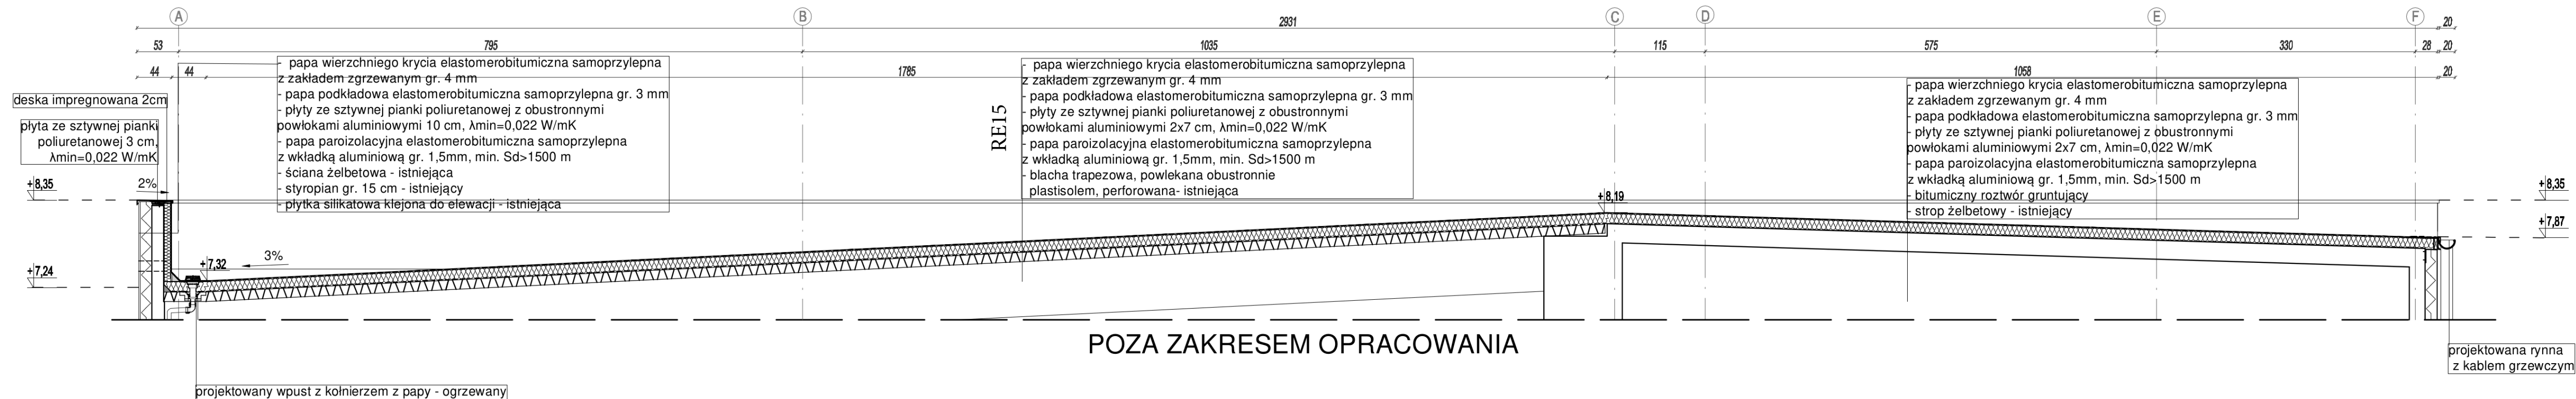 A
B
C
D
E
F
2931
20
53
795
1035
115
575
330
28
20
44
44
1785
1058
20
- papa wierzchniego krycia elastomerobitumiczna samoprzylepna
z zakładem zgrzewanym gr. 4 mm
- papa podkładowa elastomerobitumiczna samoprzylepna gr. 3 mm
- płyty ze sztywnej pianki poliuretanowej z obustronnymi
powłokami aluminiowymi 10 cm, λmin=0,022 W/mK
- papa paroizolacyjna elastomerobitumiczna samoprzylepna
z wkładką aluminiową gr. 1,5mm, min. Sd>1500 m
- ściana żelbetowa - istniejąca
- styropian gr. 15 cm - istniejący
- płytka silikatowa klejona do elewacji - istniejąca
RE15
- papa wierzchniego krycia elastomerobitumiczna samoprzylepna
z zakładem zgrzewanym gr. 4 mm
- papa podkładowa elastomerobitumiczna samoprzylepna gr. 3 mm
- płyty ze sztywnej pianki poliuretanowej z obustronnymi
powłokami aluminiowymi 2x7 cm, λmin=0,022 W/mK
- papa paroizolacyjna elastomerobitumiczna samoprzylepna
z wkładką aluminiową gr. 1,5mm, min. Sd>1500 m
- blacha trapezowa, powlekana obustronnie
plastisolem, perforowana- istniejąca
- papa wierzchniego krycia elastomerobitumiczna samoprzylepna
z zakładem zgrzewanym gr. 4 mm
- papa podkładowa elastomerobitumiczna samoprzylepna gr. 3 mm
- płyty ze sztywnej pianki poliuretanowej z obustronnymi
powłokami aluminiowymi 2x7 cm, λmin=0,022 W/mK
- papa paroizolacyjna elastomerobitumiczna samoprzylepna
z wkładką aluminiową gr. 1,5mm, min. Sd>1500 m
- bitumiczny roztwór gruntujący
- strop żelbetowy - istniejący
deska impregnowana 2cm
płyta ze sztywnej pianki
poliuretanowej 3 cm,
λmin=0,022 W/mK
2%
+8,35
+8,19
+8,35
+7,87
3%
+7,32
+7,24
POZA ZAKRESEM OPRACOWANIA
projektowana rynna
z kablem grzewczym
projektowany wpust z kołnierzem z papy - ogrzewany